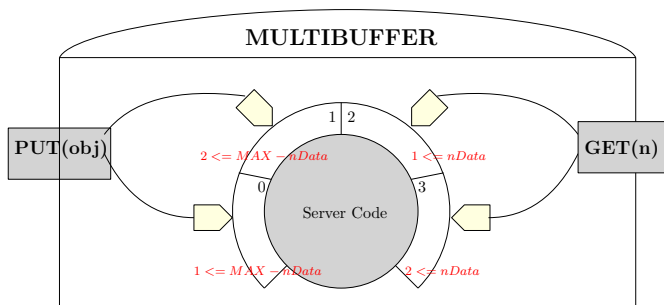 MULTIBUFFER
1 2
PUT(obj)
GET(n)
2 <= MAX − nData
1 <= nData
0
3
Server Code
1 <= MAX − nData
2 <= nData